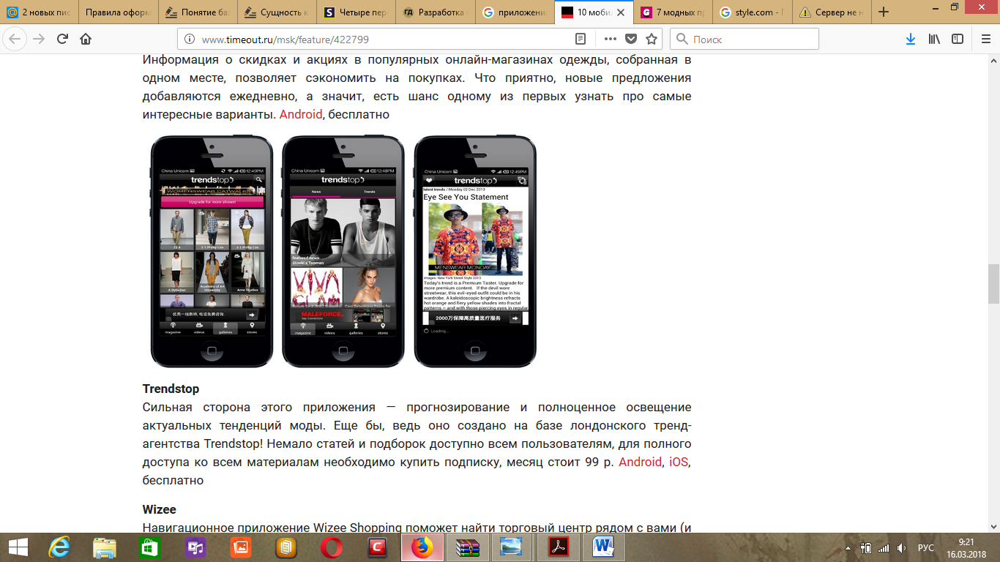 2 новых пис
Правила оформ
Понятие баз
Сущность к
Четыре пер
Разработка
приложени
10 мобил
7 модных пр
style.com - П
Сервер не н
www.timeout.ru/msk/feature/422799
Поиск
Информация о скидках и акциях в популярных онлайн-магазинах одежды, собранная в
одном месте, позволяет сэкономить на покупках. Что приятно, новые предложения
добавляются ежедневно, а значит, есть шанс одному из первых узнать про самые
интересные варианты. Android, бесплатно
China Unicom 12:49PM
trendstop
WOMENSWEAR CATWALKS
Upgrade for more shows!
3.1 Phillip Lim
3.1 Phillip Lim
A Detacher
Academy of Art
University
Acne Studios
优秀一线教师, 电话免费咨询.
magazine videos galleries stores
China Unicom 12:48PM
trendstop
News Trends
featured news
Stooki x Topman
VIVA
GLAM
MALEFORCE.
magazine videos galleries stores
China Unicom 12:49PM
trendstop
latest trends / Monday 02 Dec 2013
Eye See You Statement
MENSWEAR MONDAY
Images: New York Street Style 2013
Today's trend is a Premium Taster. Upgrade for
more premium content. If the devil wore
streetwear, this evil-eyed outfit could be in his
wardrobe. A kaleidoscopic brightness refracts
hot orange and fiery yellow shades into fractal
patterns – and with those piercing eyes in regular
2000万保障高质量医疗服务
Loading...
Trendstop
Сильная сторона этого приложения — прогнозирование и полноценное освещение
актуальных тенденций моды. Еще бы, ведь оно создано на базе лондонского тренд-
агентства Trendstop! Немало статей и подборок доступно всем пользователям, для полного
доступа ко всем материалам необходимо купить подписку, месяц стоит 99 р. Android, iOS,
бесплатно
Wizee
Навигационное приложение Wizee Shopping поможет найти торговый центр рядом с вами (и
РУС
9:21
16.03.2018